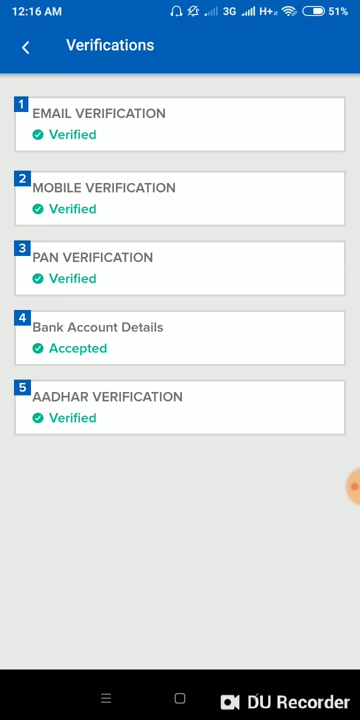 12:16 AM 3G H+ 51%
Verifications
1
EMAIL VERIFICATION
Verified
2
MOBILE VERIFICATION
Verified
3
PAN VERIFICATION
Verified
4
Bank Account Details
Accepted
5
AADHAR VERIFICATION
Verified
DU Recorder